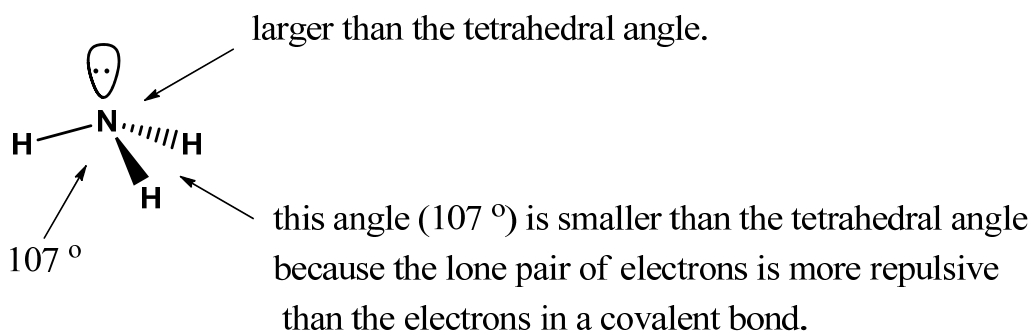 larger than the tetrahedral angle.
N
H
H
H
this angle (107 º) is smaller than the tetrahedral angle
107 º
because the lone pair of electrons is more repulsive
than the electrons in a covalent bond.